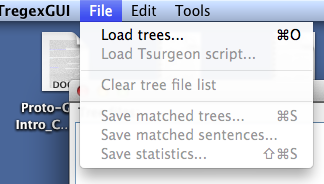 TregexGUI File Edit Tools
Load trees... ⌘O
Load Tsurgeon script...
Clear tree file list
Save matched trees... ⌘S
Save matched sentences...
Save statistics... ⇧⌘S
DOC
Proto-G
Intro_C...